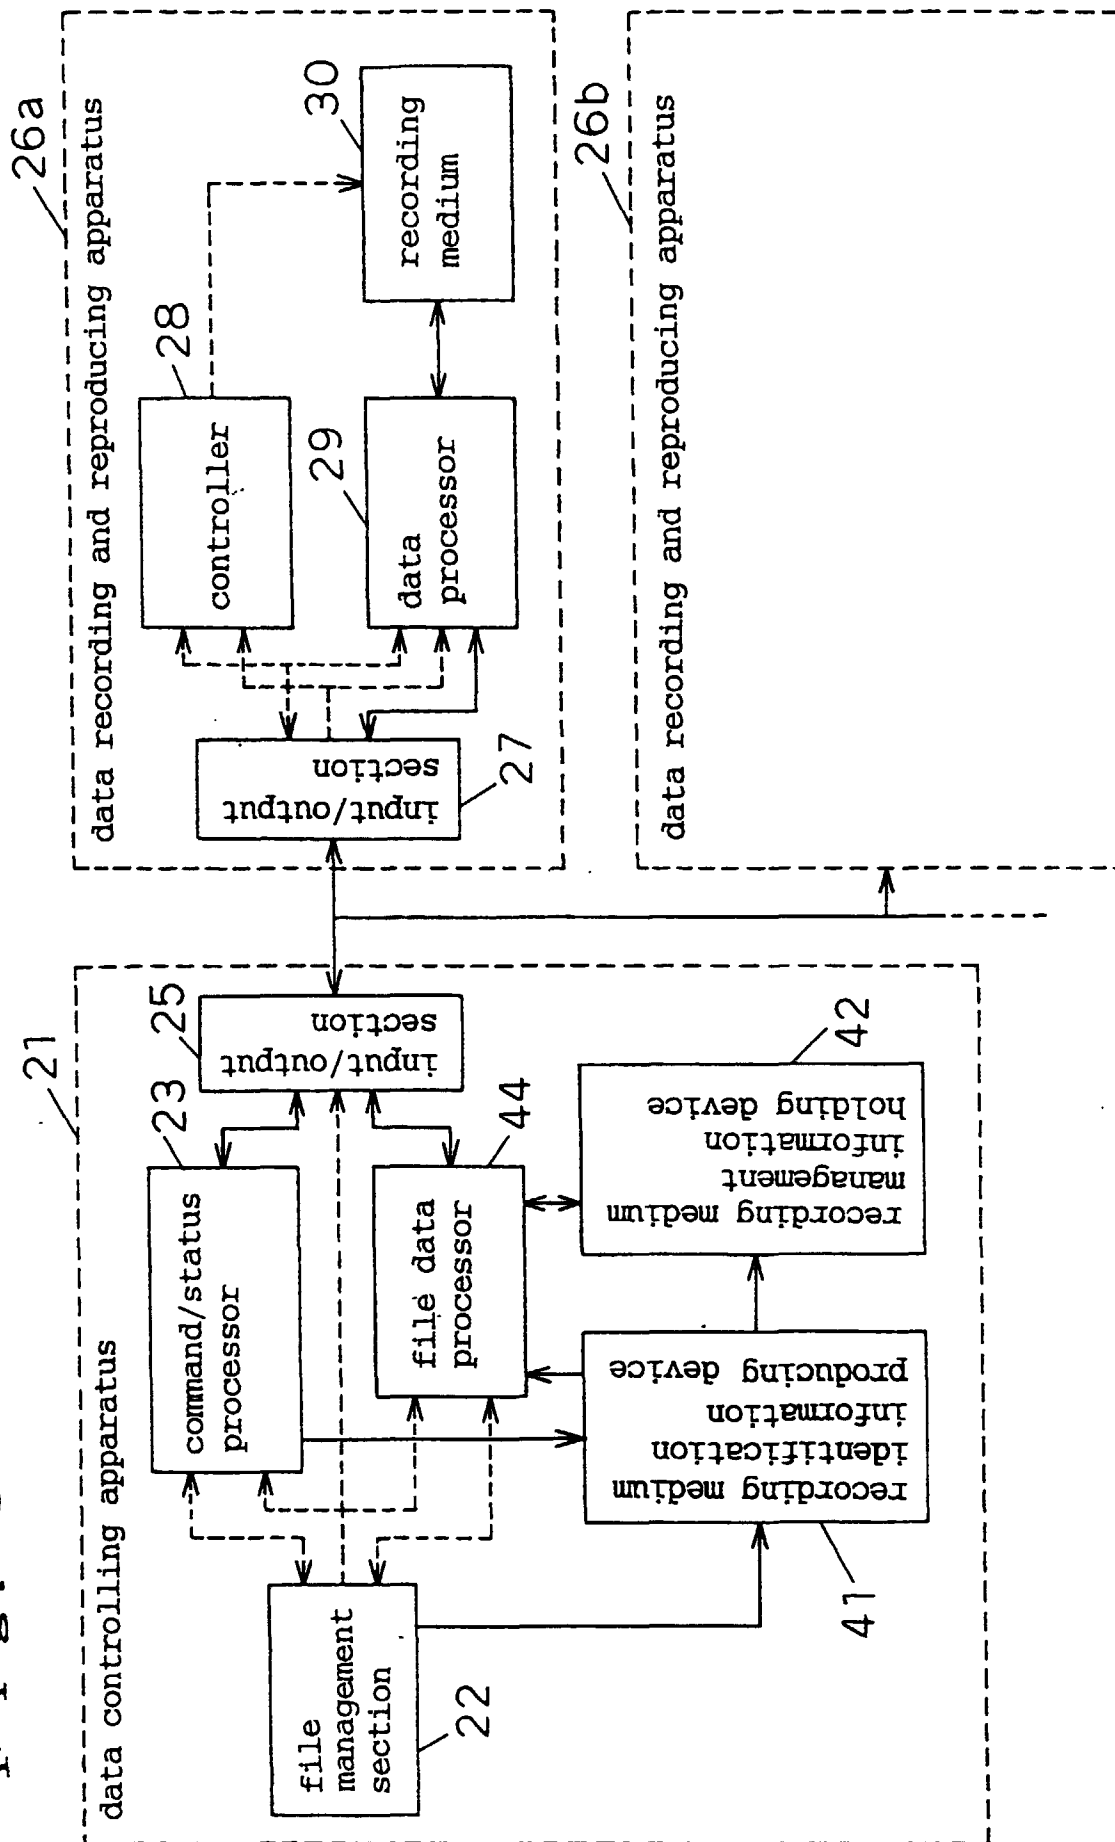 data controlling apparatus
21
file
management
section
22
command/status
processor
23
input/output
section
25
file data
processor
44
recording medium
identification
information
producing device
41
recording medium
management
information
holding device
42
data recording and reproducing apparatus
26a
input/output
section
27
controller
28
data
processor
29
recording
medium
30
data recording and reproducing apparatus
26b